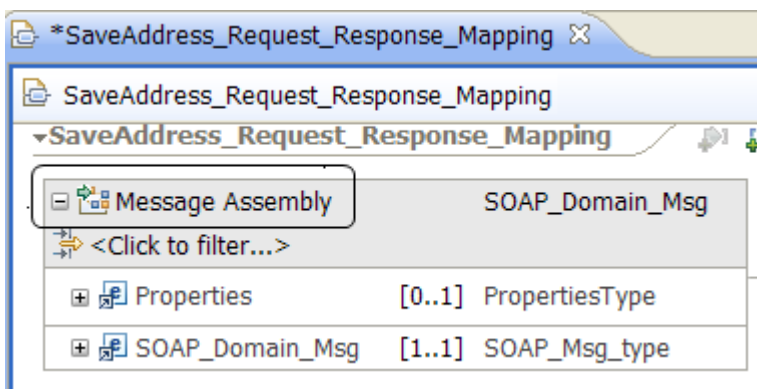 *SaveAddress_Request_Response_Mapping
SaveAddress_Request_Response_Mapping
SaveAddress_Request_Response_Mapping
Message Assembly SOAP_Domain_Msg
<Click to filter...>
Properties [0..1] PropertiesType
SOAP_Domain_Msg [1..1] SOAP_Msg_type